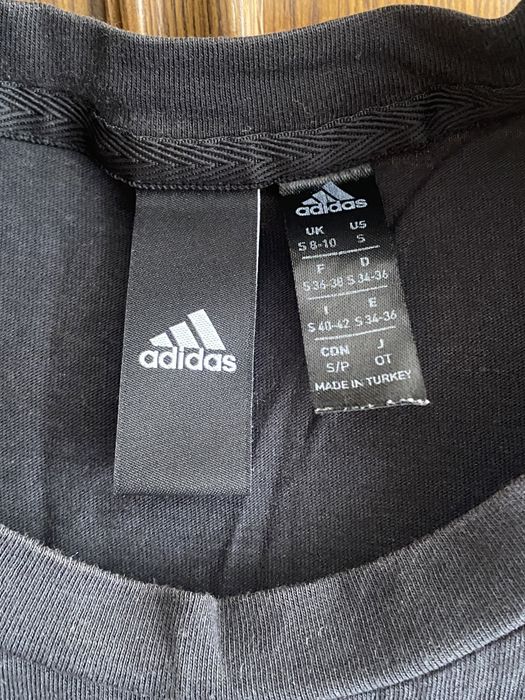 adidas
adidas
UK US
S 8-10 S
F D
S 36-38 S 34-36
I E
S 40-42 S 34-36
CDN J
S/P OT
MADE IN TURKEY